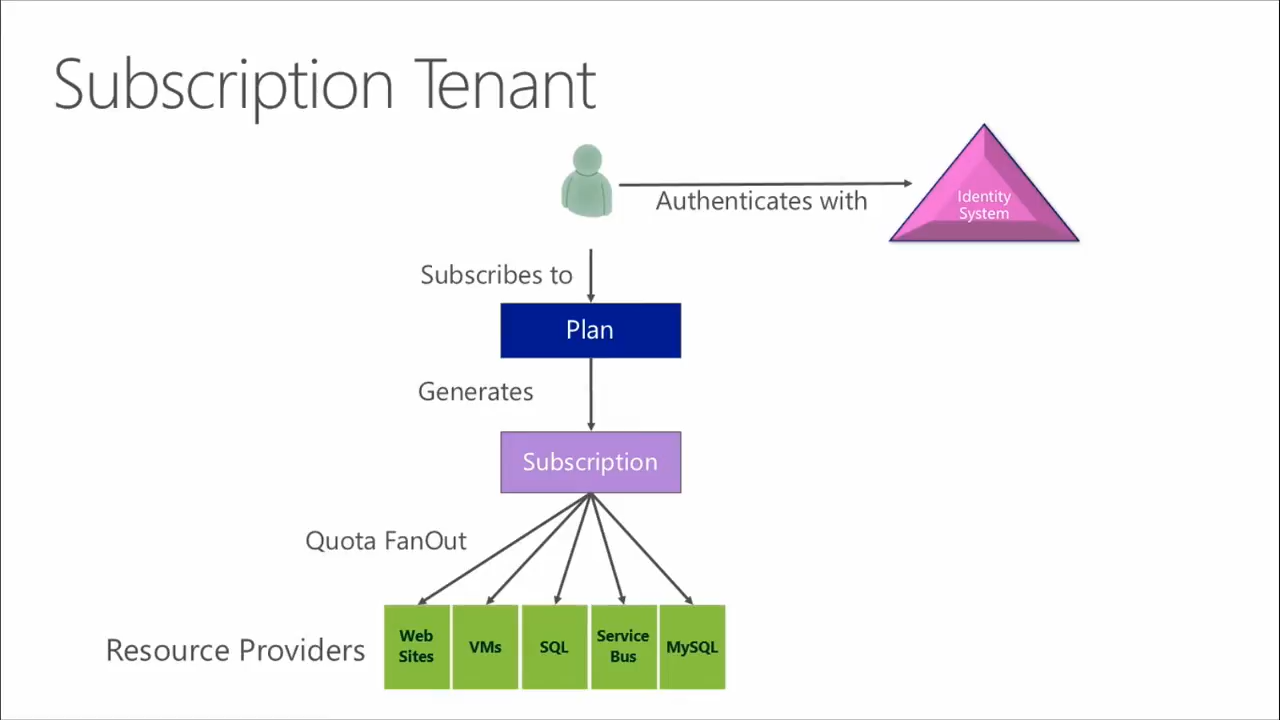 Subscription Tenant
Authenticates with
Identity
System
Subscribes to
Plan
Generates
Subscription
Quota FanOut
Resource Providers
Web
Sites
VMs
SQL
Service
Bus
MySQL